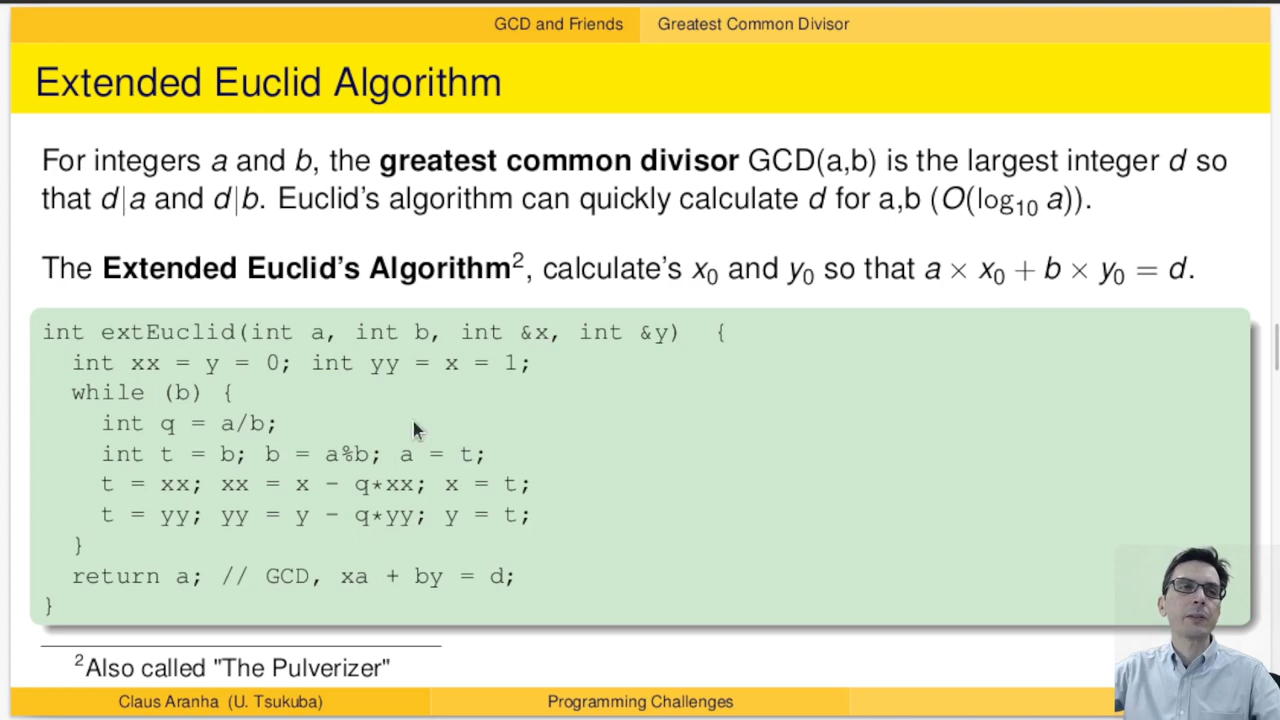 GCD and Friends Greatest Common Divisor
Extended Euclid Algorithm
For integers a and b, the greatest common divisor GCD(a,b) is the largest integer d so
that d|a and d|b. Euclid's algorithm can quickly calculate d for a,b (O(log₁₀ a)).
The Extended Euclid's Algorithm², calculate's x₀ and y₀ so that a × x₀ + b × y₀ = d.
int extEuclid(int a, int b, int &x, int &y) {
int xx = y = 0; int yy = x = 1;
while (b) {
int q = a/b;
int t = b; b = a%b; a = t;
t = xx; xx = x - q*xx; x = t;
t = yy; yy = y - q*yy; y = t;
}
return a; // GCD, xa + by = d;
}
²Also called "The Pulverizer"
Claus Aranha (U. Tsukuba) Programming Challenges